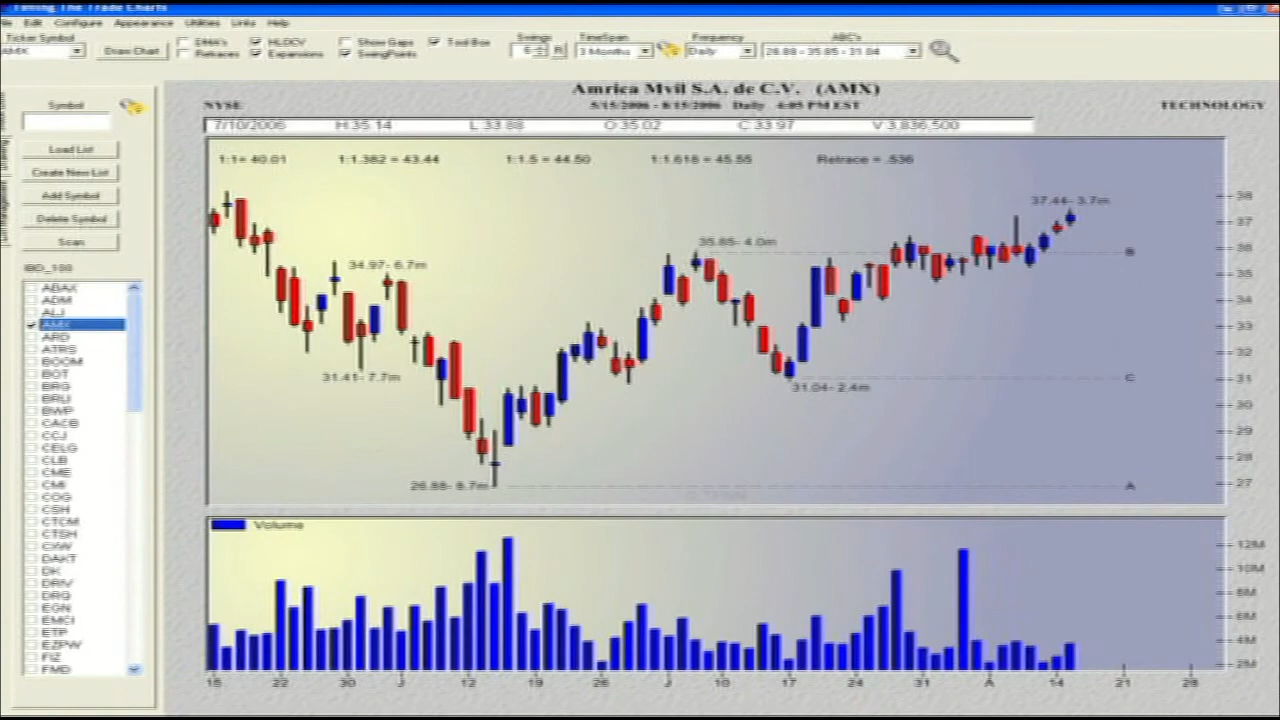 Timing The Trade Charts
Edit Configure Appearance Utilities Links Help
Ticker Symbol
AMX
Draw Chart
DMA's
HLOCV
Show Gaps
Tool Box
Retraces
Expansions
SwingPoints
Swings
TimeSpan
3 Months
Frequency
Daily
ABC's
26.88 - 35.85 - 31.04
Amrica Mvil S.A. de C.V. (AMX)
NYSE
5/15/2006 - 8/15/2006 Daily 4:05 PM EST
TECHNOLOGY
7/10/2006 H:35.14 L:33.88 O:35.02 C:33.97 V:3,836,500
1:1= 40.01 1:1.382 = 43.44 1:1.5 = 44.50 1:1.618 = 45.55 Retrace = .536
Symbol
Load List
Create New List
Add Symbol
Delete Symbol
Scan
IBD_100
ABAX
ADM
ALJ
AMX
ARD
ATRS
BOOM
BOT
BRG
BRLI
BWP
CACB
CCJ
CELG
CLB
CME
CMI
COG
CSH
CTCM
CTSH
CXW
DAKT
DK
DRIV
DRQ
EGN
EMCI
ETP
EZPW
FIZ
FMD
37.44- 3.7m
35.85- 4.0m
34.97- 6.7m
31.41- 7.7m
31.04- 2.4m
26.88- 8.7m
B
C
A
38
37
36
35
34
33
32
31
30
29
28
27
Volume
12M
10M
8M
6M
4M
2M
15 22 30 J 12 19 26 J 10 17 24 31 A 14 21 28